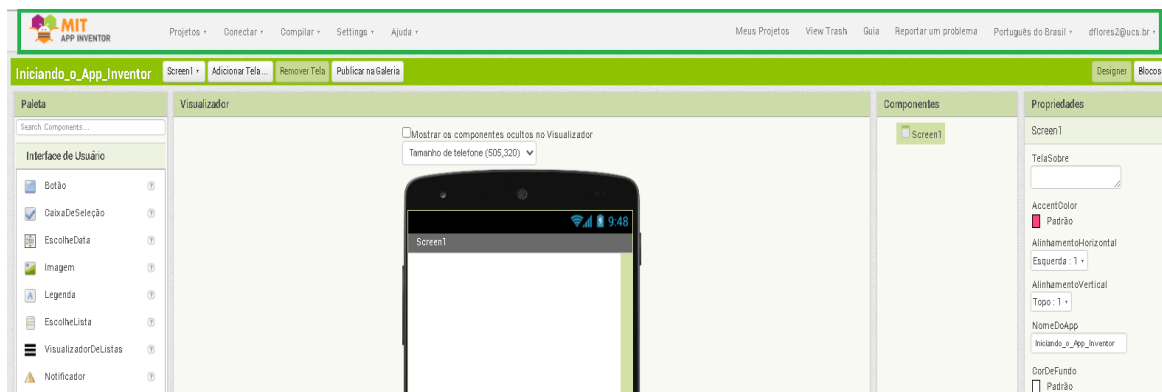 MIT
APP INVENTOR
Projetos Conectar Compilar Settings Ajuda Meus Projetos View Trash Guia Reportar um problema Português do Brasil dflores2@ucs.br
Iniciando_o_App_Inventor Screen1 Adicionar Tela ... Remover Tela Publicar na Galeria Designer Blocos
Paleta
Search Components...
Interface de Usuário
Botão
CaixaDeSeleção
EscolheData
Imagem
Legenda
EscolheLista
VisualizadorDeListas
Notificador
Visualizador
Mostrar os componentes ocultos no Visualizador
Tamanho de telefone (505,320)
9:48
Screen1
Componentes
Screen1
Propriedades
Screen1
TelaSobre
AccentColor
Padrão
AlinhamentoHorizontal
Esquerda : 1
AlinhamentoVertical
Topo : 1
NomeDoApp
Iniciando_o_App_Inventor
CorDeFundo
Padrão